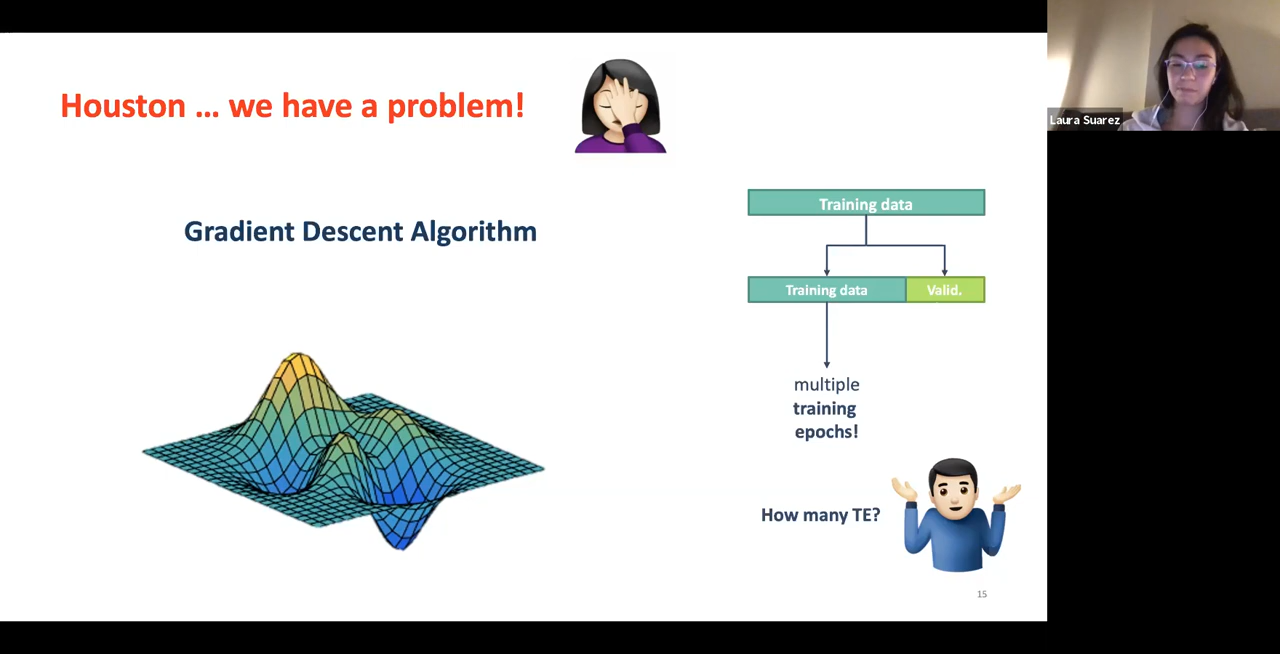 Houston ... we have a problem!
Laura Suarez
Gradient Descent Algorithm
Training data
Training data
Valid.
multiple
training
epochs!
How many TE?
15